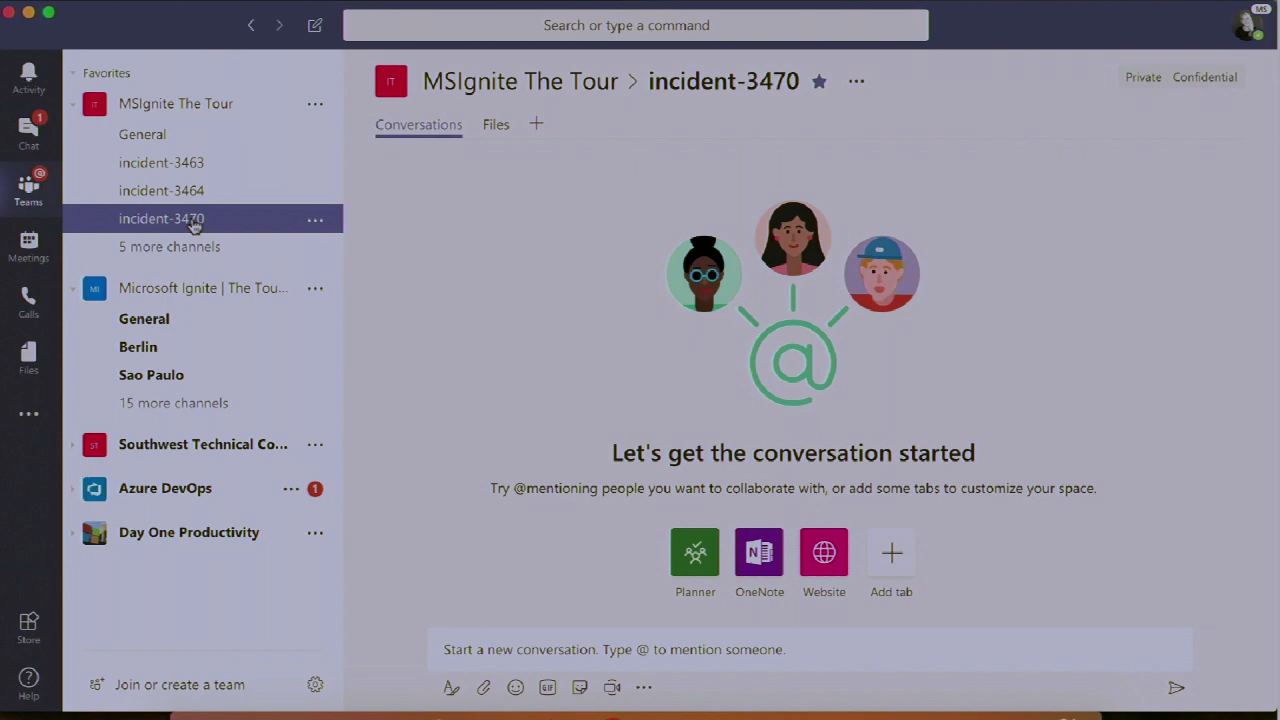 Search or type a command
MS
Activity
1
Chat
@
Teams
Meetings
Calls
Files
Store
Help
Favorites
IT MSIgnite The Tour
General
incident-3463
incident-3464
incident-3470
5 more channels
MI Microsoft Ignite | The Tou...
General
Berlin
Sao Paulo
15 more channels
ST Southwest Technical Co...
Azure DevOps 1
Day One Productivity
Join or create a team
IT MSIgnite The Tour > incident-3470
Private Confidential
Conversations Files
@
Let's get the conversation started
Try @mentioning people you want to collaborate with, or add some tabs to customize your space.
N
Planner OneNote Website Add tab
Start a new conversation. Type @ to mention someone.
GIF